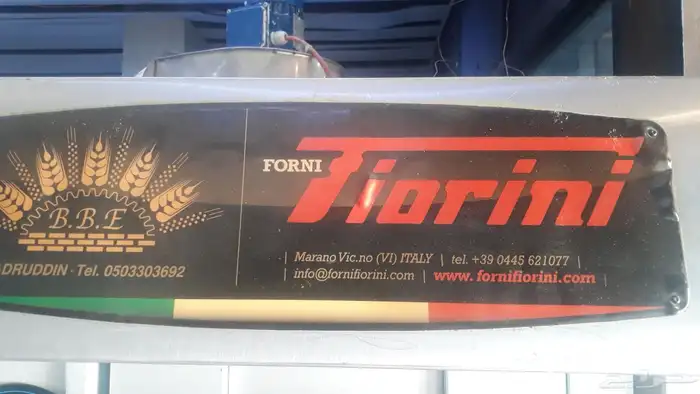 B.B.E
ADRUDDIN - Tel. 0503303692
FORNI Fiorini
Marano Vic.no (VI) ITALY | tel. +39 0445 621077 |
info@fornifiorini.com | www.fornifiorini.com |